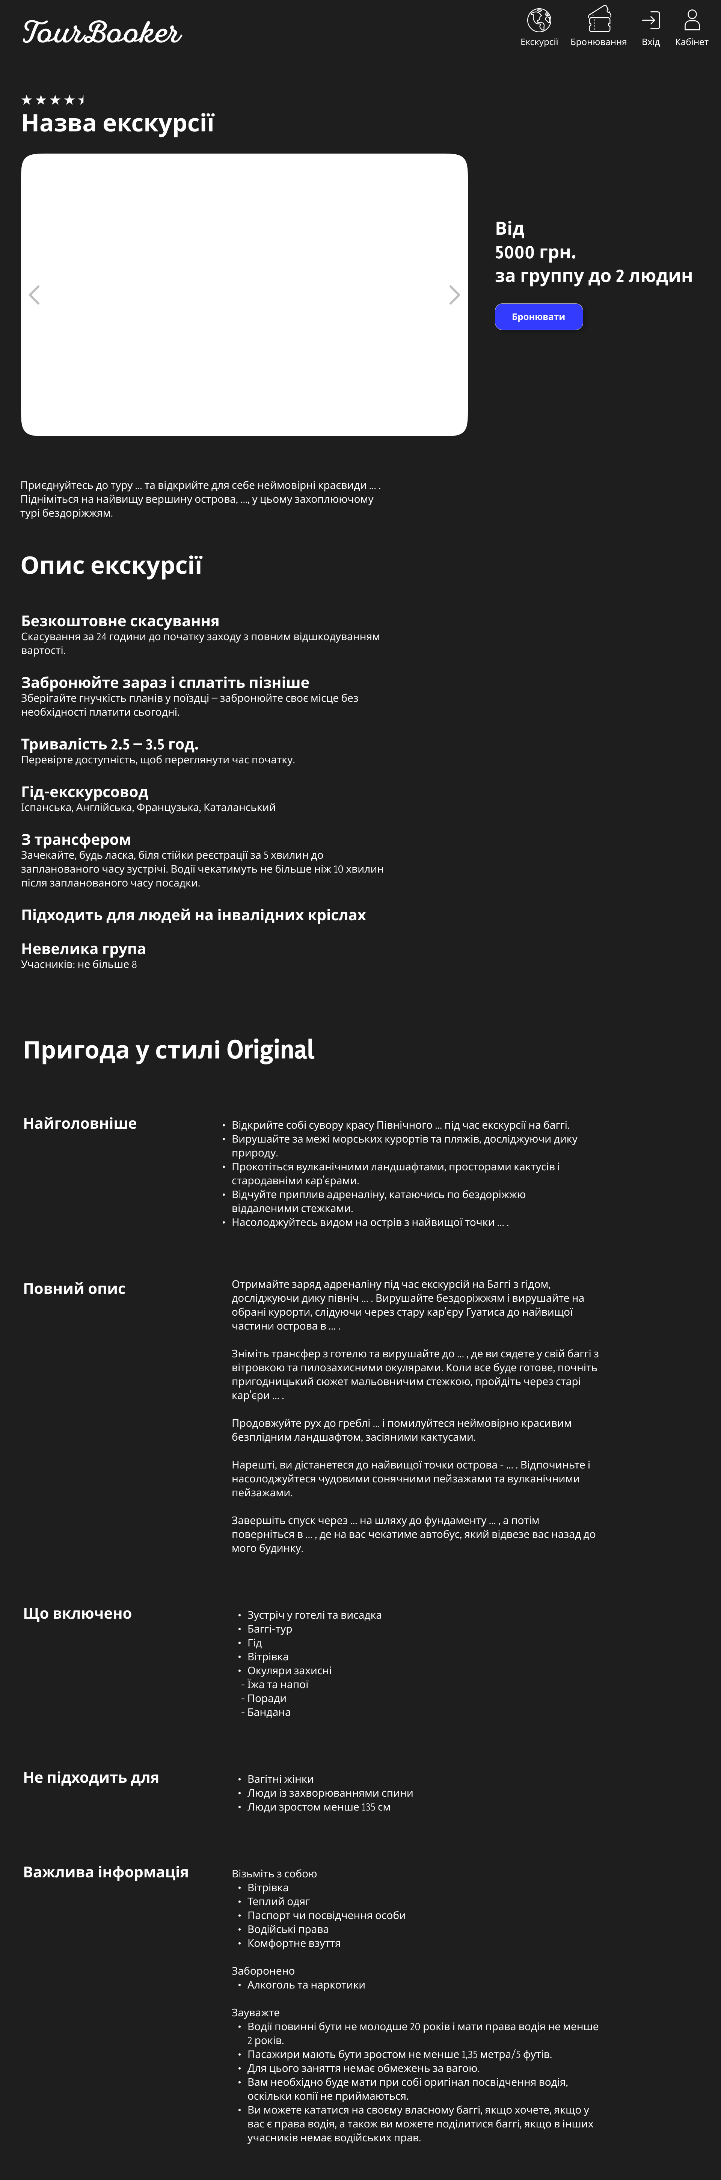 TourBooker
Екскурсії
Бронювання
Вхід
Кабінет
Назва екскурсії
Від
5000 грн.
за группу до 2 людин
Бронювати
Приєднуйтесь до туру ... та відкрийте для себе неймовірні краєвиди ... .
Підніміться на найвищу вершину острова, ..., у цьому захоплюючому
турі бездоріжжям.
Опис екскурсії
Безкоштовне скасування
Скасування за 24 години до початку заходу з повним відшкодуванням
вартості.
Забронюйте зараз і сплатіть пізніше
Зберігайте гнучкість планів у поїздці – забронюйте своє місце без
необхідності платити сьогодні.
Тривалість 2.5 – 3.5 год.
Перевірте доступність, щоб переглянути час початку.
Гід-екскурсовод
Іспанська, Англійська, Французька, Каталанський
З трансфером
Зачекайте, будь ласка, біля стійки реєстрації за 5 хвилин до
запланованого часу зустрічі. Водії чекатимуть не більше ніж 10 хвилин
після запланованого часу посадки.
Підходить для людей на інвалідних кріслах
Невелика група
Учасників: не більше 8
Пригода у стилі Original
Найголовніше
• Відкрийте собі сувору красу Північного ... під час екскурсії на баггі.
• Вирушайте за межі морських курортів та пляжів, досліджуючи дику
природу.
• Прокотіться вулканічними ландшафтами, просторами кактусів і
стародавніми кар'єрами.
• Відчуйте приплив адреналіну, катаючись по бездоріжжю
віддаленими стежками.
• Насолоджуйтесь видом на острів з найвищої точки ... .
Повний опис
Отримайте заряд адреналіну під час екскурсій на Баггі з гідом,
досліджуючи дику північ ... . Вирушайте бездоріжжям і вирушайте на
обрані курорти, слідуючи через стару кар'єру Гуатиса до найвищої
частини острова в ... .
Зніміть трансфер з готелю та вирушайте до ... , де ви сядете у свій баггі з
вітровкою та пилозахисними окулярами. Коли все буде готове, почніть
пригодницький сюжет мальовничим стежкою, пройдіть через старі
кар'єри ... .
Продовжуйте рух до греблі ... і помилуйтеся неймовірно красивим
безплідним ландшафтом, засіяними кактусами.
Нарешті, ви дістанетеся до найвищої точки острова - ... . Відпочиньте і
насолоджуйтеся чудовими сонячними пейзажами та вулканічними
пейзажами.
Завершіть спуск через ... на шляху до фундаменту ... , а потім
поверніться в ... , де на вас чекатиме автобус, який відвезе вас назад до
мого будинку.
Що включено
• Зустріч у готелі та висадка
• Баггі-тур
• Гід
• Вітрівка
• Окуляри захисні
- Їжа та напої
- Поради
- Бандана
Не підходить для
• Вагітні жінки
• Люди із захворюваннями спини
• Люди зростом менше 135 см
Важлива інформація
Візьміть з собою
• Вітрівка
• Теплий одяг
• Паспорт чи посвідчення особи
• Водійські права
• Комфортне взуття
Заборонено
• Алкоголь та наркотики
Зауважте
• Водії повинні бути не молодше 20 років і мати права водія не менше
2 років.
• Пасажири мають бути зростом не менше 1,35 метра/5 футів.
• Для цього заняття немає обмежень за вагою.
• Вам необхідно буде мати при собі оригінал посвідчення водія,
оскільки копії не приймаються.
• Ви можете кататися на своєму власному баггі, якщо хочете, якщо у
вас є права водія, а також ви можете поділитися баггі, якщо в інших
учасників немає водійських прав.